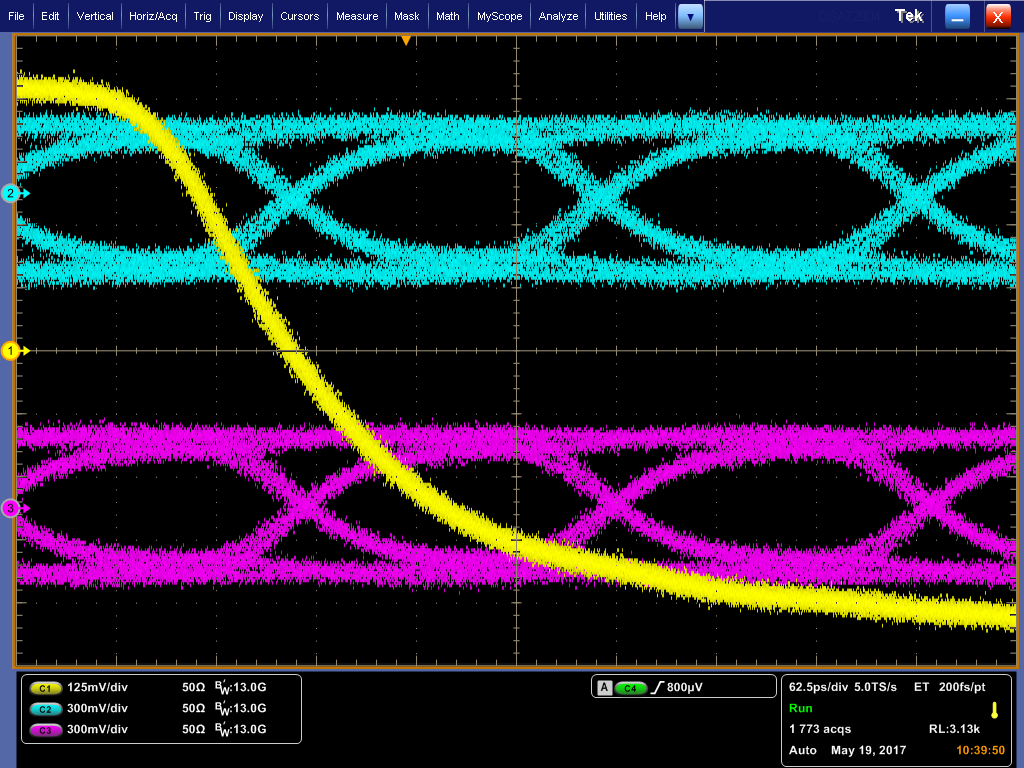 File Edit Vertical Horiz/Acq Trig Display Cursors Measure Mask Math MyScope Analyze Utilities Help Tek X
2
1
3
C1 125mV/div 50Ω B'W:13.0G
C2 300mV/div 50Ω B'W:13.0G
C3 300mV/div 50Ω B'W:13.0G
A C4 800µV
62.5ps/div 5.0TS/s ET 200fs/pt
Run
1 773 acqs RL:3.13k
Auto May 19, 2017 10:39:50